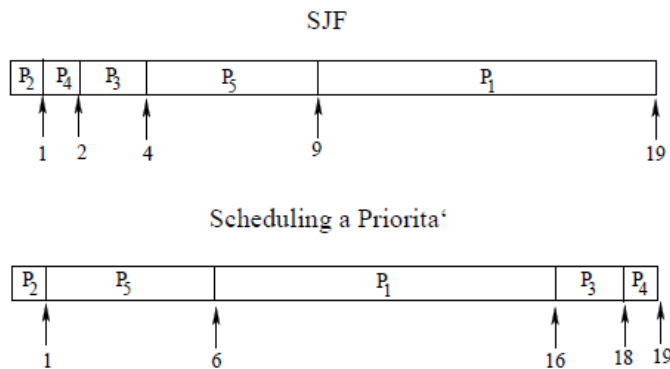 SJF
P2 P4 P3 P5 P1
1 2 4 9 19
Scheduling a Priorita‘
P2 P5 P1 P3 P4
1 6 16 18 19